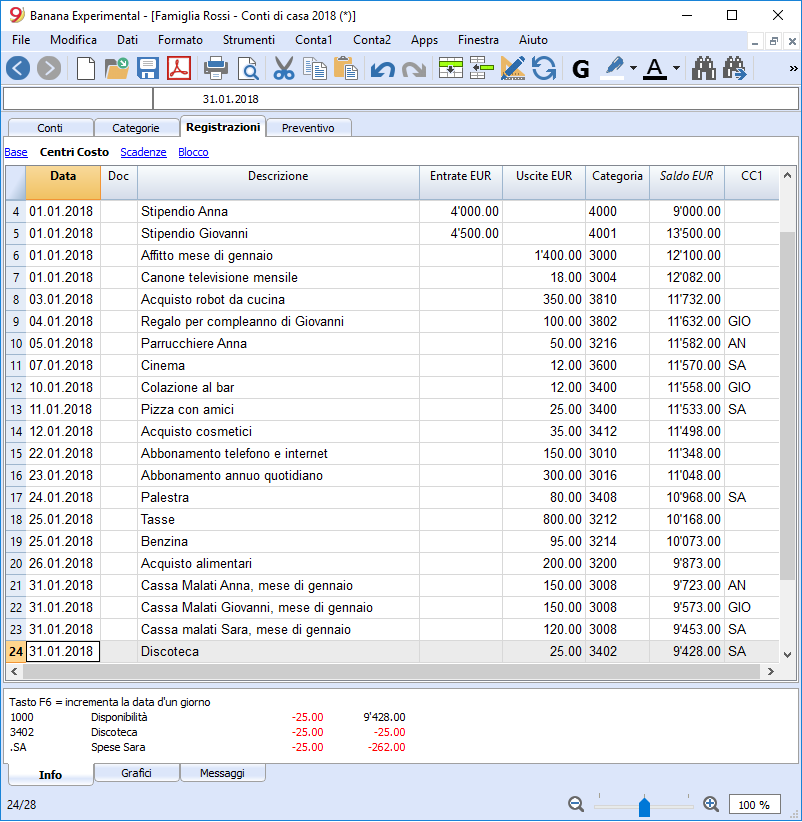 Banana Experimental - [Famiglia Rossi - Conti di casa 2018 (*)]
File Modifica Dati Formato Strumenti Conta1 Conta2 Apps Finestra Aiuto
G A »
31.01.2018
Conti Categorie Registrazioni Preventivo
Base Centri Costo Scadenze Blocco
Data Doc Descrizione Entrate EUR Uscite EUR Categoria Saldo EUR CC1
4 01.01.2018 Stipendio Anna 4'000.00 4000 9'000.00
5 01.01.2018 Stipendio Giovanni 4'500.00 4001 13'500.00
6 01.01.2018 Affitto mese di gennaio 1'400.00 3000 12'100.00
7 01.01.2018 Canone televisione mensile 18.00 3004 12'082.00
8 03.01.2018 Acquisto robot da cucina 350.00 3810 11'732.00
9 04.01.2018 Regalo per compleanno di Giovanni 100.00 3802 11'632.00 GIO
10 05.01.2018 Parrucchiere Anna 50.00 3216 11'582.00 AN
11 07.01.2018 Cinema 12.00 3600 11'570.00 SA
12 10.01.2018 Colazione al bar 12.00 3400 11'558.00 GIO
13 11.01.2018 Pizza con amici 25.00 3400 11'533.00 SA
14 12.01.2018 Acquisto cosmetici 35.00 3412 11'498.00
15 22.01.2018 Abbonamento telefono e internet 150.00 3010 11'348.00
16 23.01.2018 Abbonamento annuo quotidiano 300.00 3016 11'048.00
17 24.01.2018 Palestra 80.00 3408 10'968.00 SA
18 25.01.2018 Tasse 800.00 3212 10'168.00
19 25.01.2018 Benzina 95.00 3214 10'073.00
20 26.01.2018 Acquisto alimentari 200.00 3200 9'873.00
21 31.01.2018 Cassa Malati Anna, mese di gennaio 150.00 3008 9'723.00 AN
22 31.01.2018 Cassa Malati Giovanni, mese di gennaio 150.00 3008 9'573.00 GIO
23 31.01.2018 Cassa malati Sara, mese di gennaio 120.00 3008 9'453.00 SA
24 31.01.2018 Discoteca 25.00 3402 9'428.00 SA
Tasto F6 = incrementa la data d'un giorno
1000 Disponibilità -25.00 9'428.00
3402 Discoteca -25.00 -25.00
.SA Spese Sara -25.00 -262.00
Info Grafici Messaggi
24/28 100 %